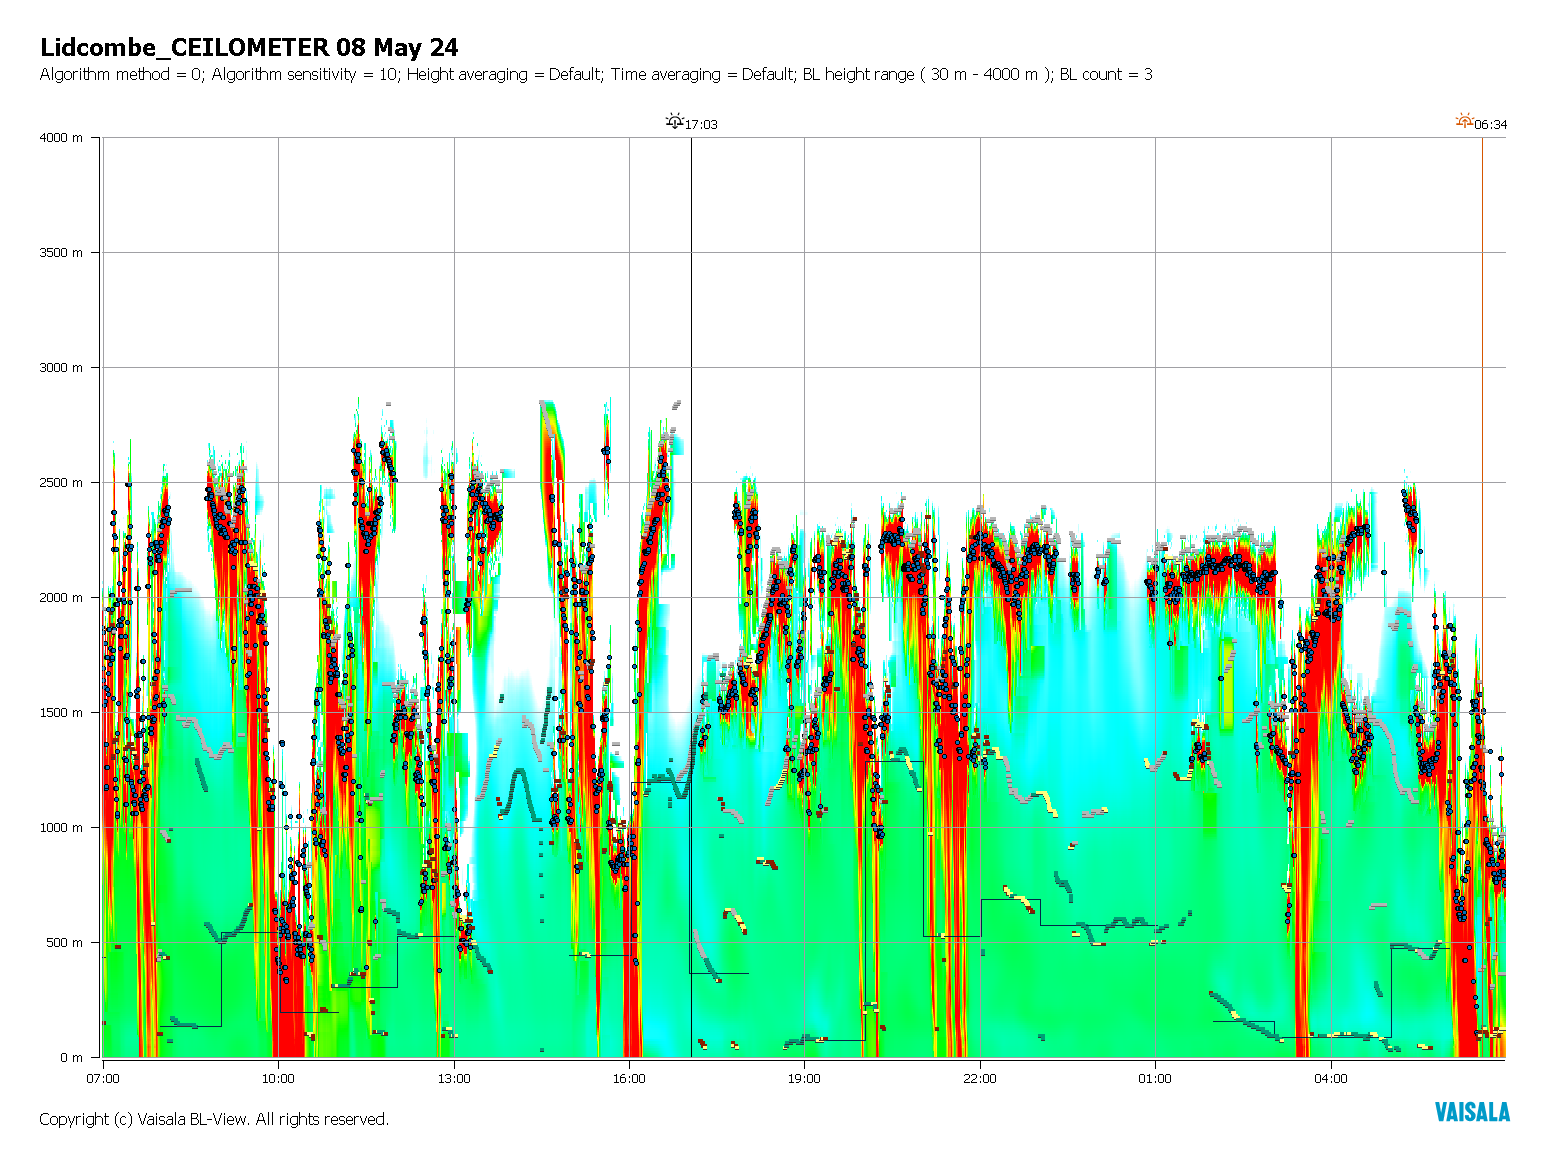 Lidcombe_CEILOMETER 08 May 24
Algorithm method = 0; Algorithm sensitivity = 10; Height averaging = Default; Time averaging = Default; BL height range ( 30 m - 4000 m ); BL count = 3
17:03 06:34
4000 m
3500 m
3000 m
2500 m
2000 m
1500 m
1000 m
500 m
0 m
07:00 10:00 13:00 16:00 19:00 22:00 01:00 04:00
Copyright (c) Vaisala BL-View. All rights reserved.
VAISALA